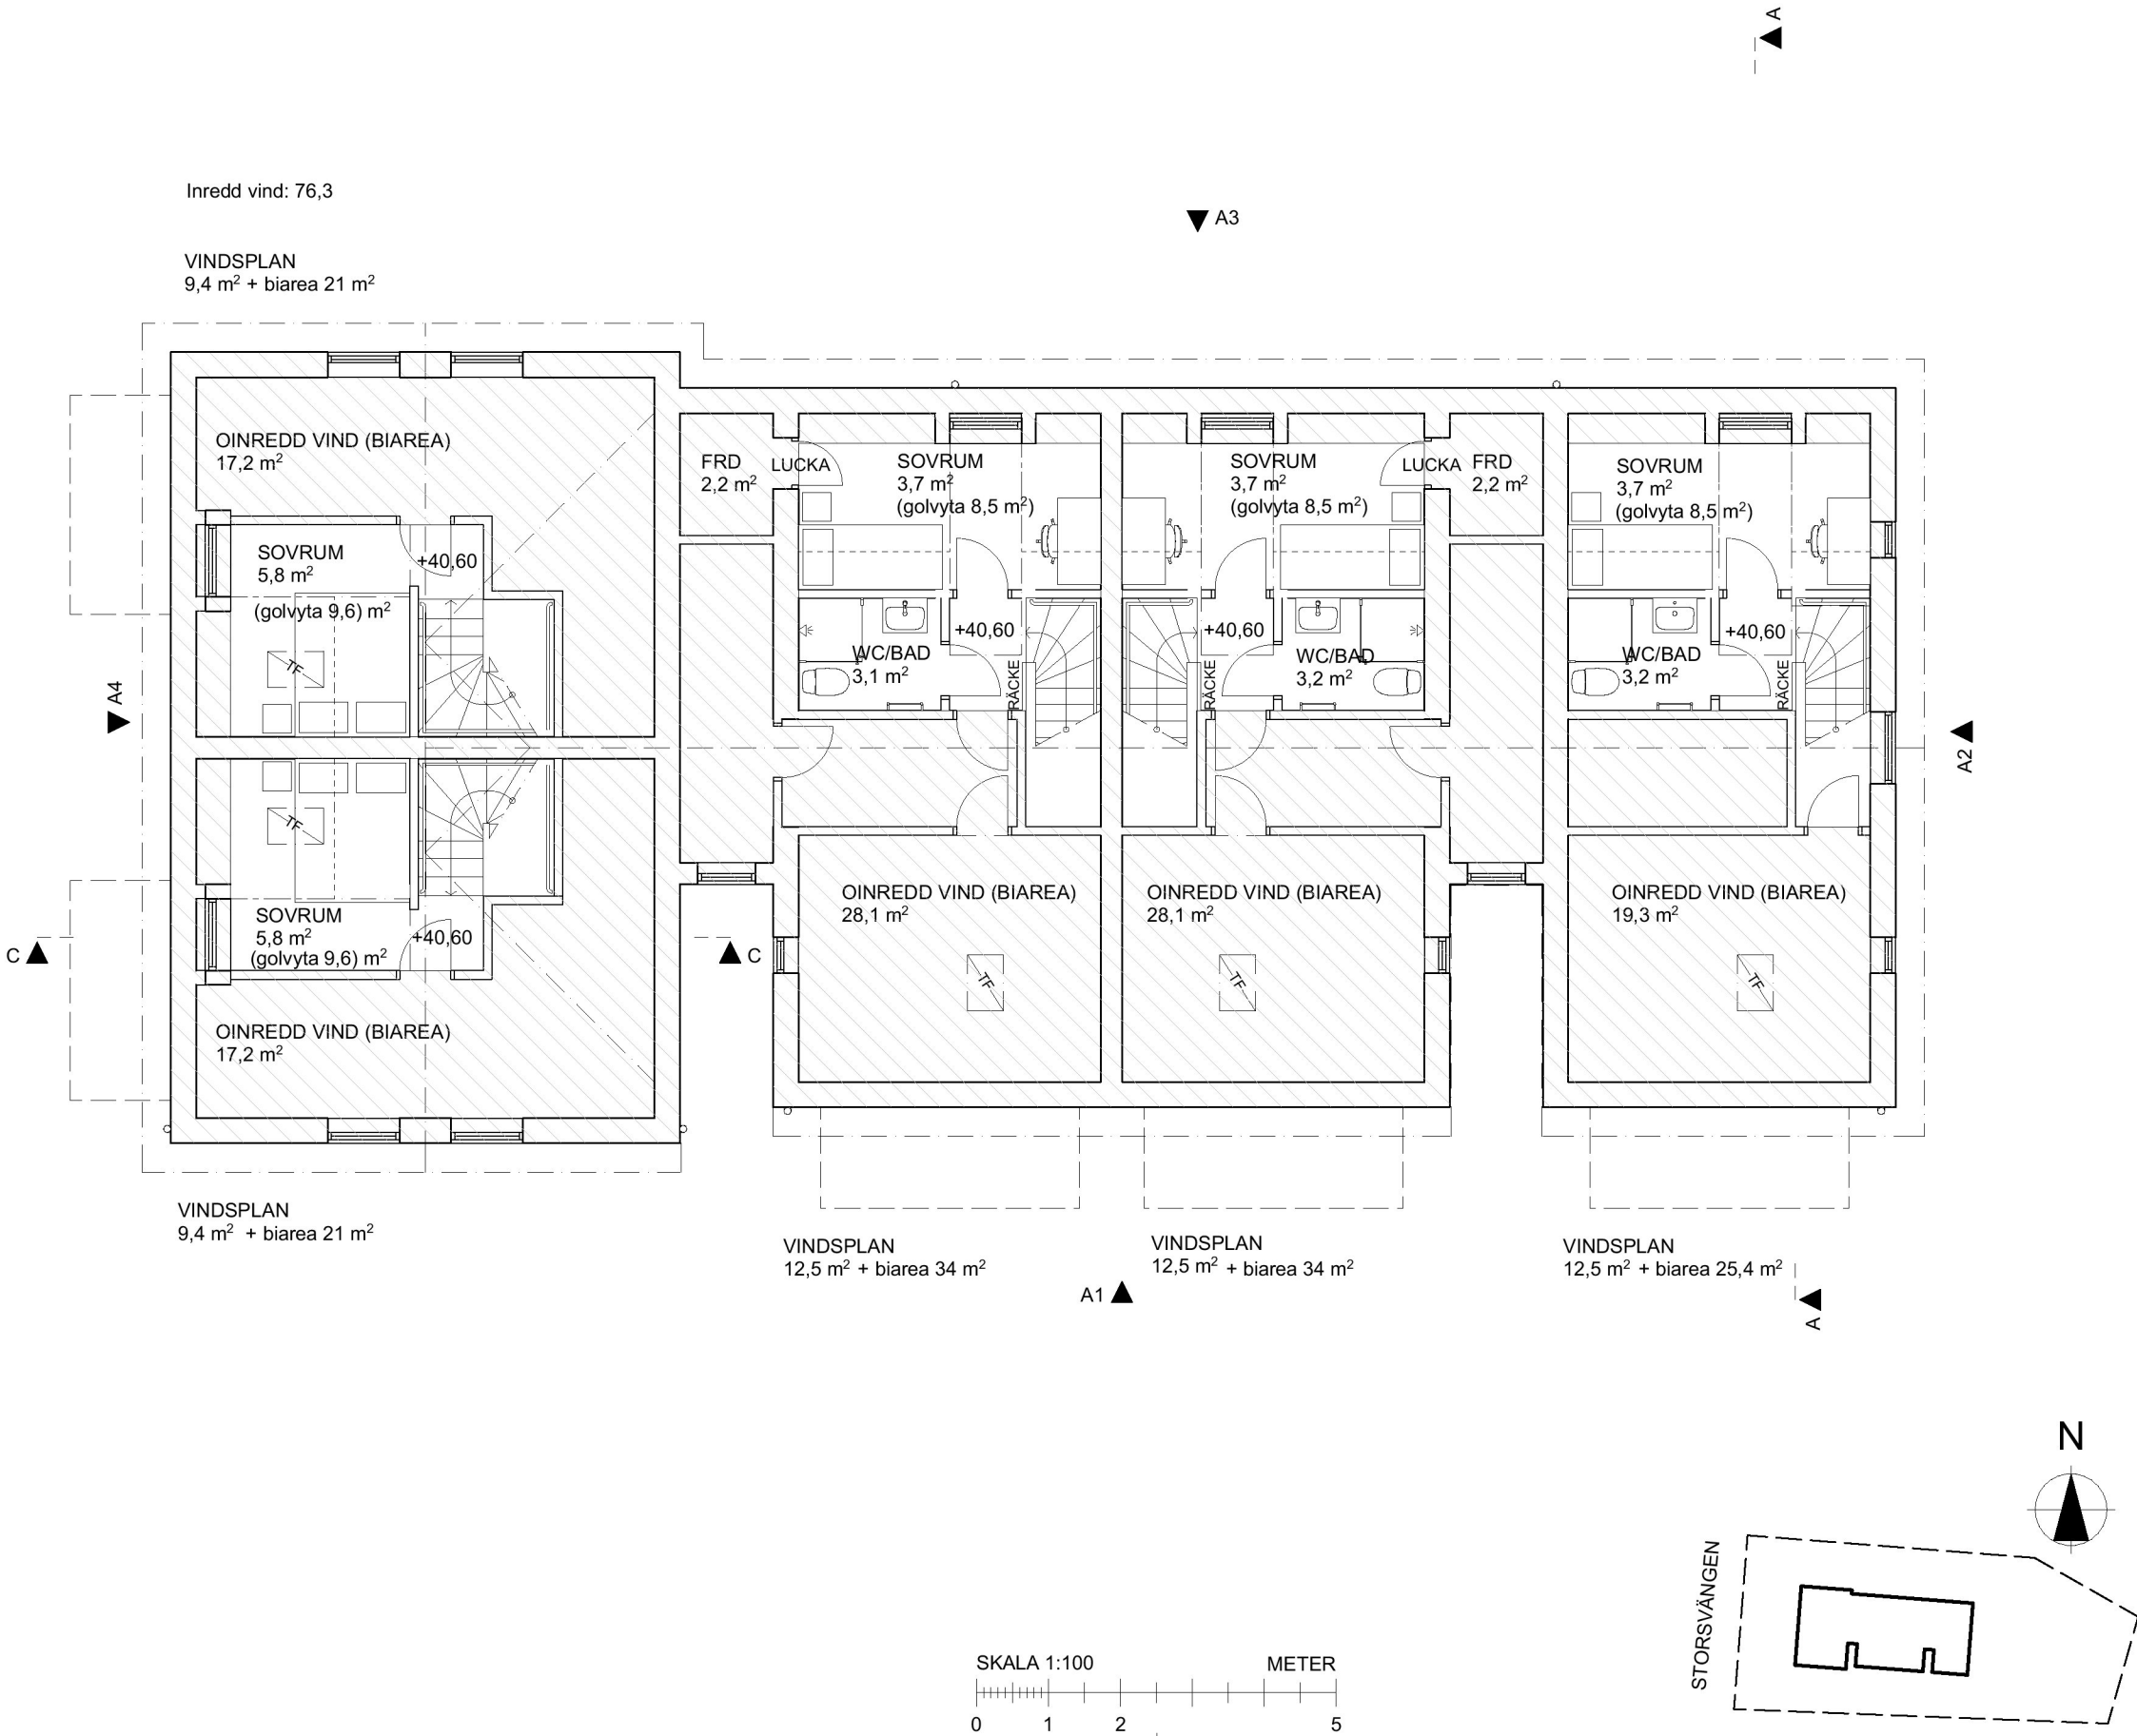 A
Inredd vind: 76,3
A3
VINDSPLAN
9,4 m² + biarea 21 m²
OINREDD VIND (BIAREA)
17,2 m²
FRD
2,2 m²
LUCKA
SOVRUM
3,7 m²
(golvyta 8,5 m²)
SOVRUM
3,7 m²
(golvyta 8,5 m²)
LUCKA
FRD
2,2 m²
SOVRUM
3,7 m²
(golvyta 8,5 m²)
SOVRUM
5,8 m²
(golvyta 9,6) m²
+40,60
TF
WC/BAD
3,1 m²
+40,60
RÄCKE
+40,60
RÄCKE
WC/BAD
3,2 m²
WC/BAD
3,2 m²
+40,60
RÄCKE
A4
A2
TF
SOVRUM
5,8 m²
(golvyta 9,6) m²
+40,60
C
C
OINREDD VIND (BIAREA)
28,1 m²
TF
OINREDD VIND (BIAREA)
28,1 m²
TF
OINREDD VIND (BIAREA)
19,3 m²
TF
OINREDD VIND (BIAREA)
17,2 m²
VINDSPLAN
9,4 m² + biarea 21 m²
VINDSPLAN
12,5 m² + biarea 34 m²
VINDSPLAN
12,5 m² + biarea 34 m²
VINDSPLAN
12,5 m² + biarea 25,4 m²
A1
A
N
STORSVÄNGEN
SKALA 1:100 METER
0 1 2 5